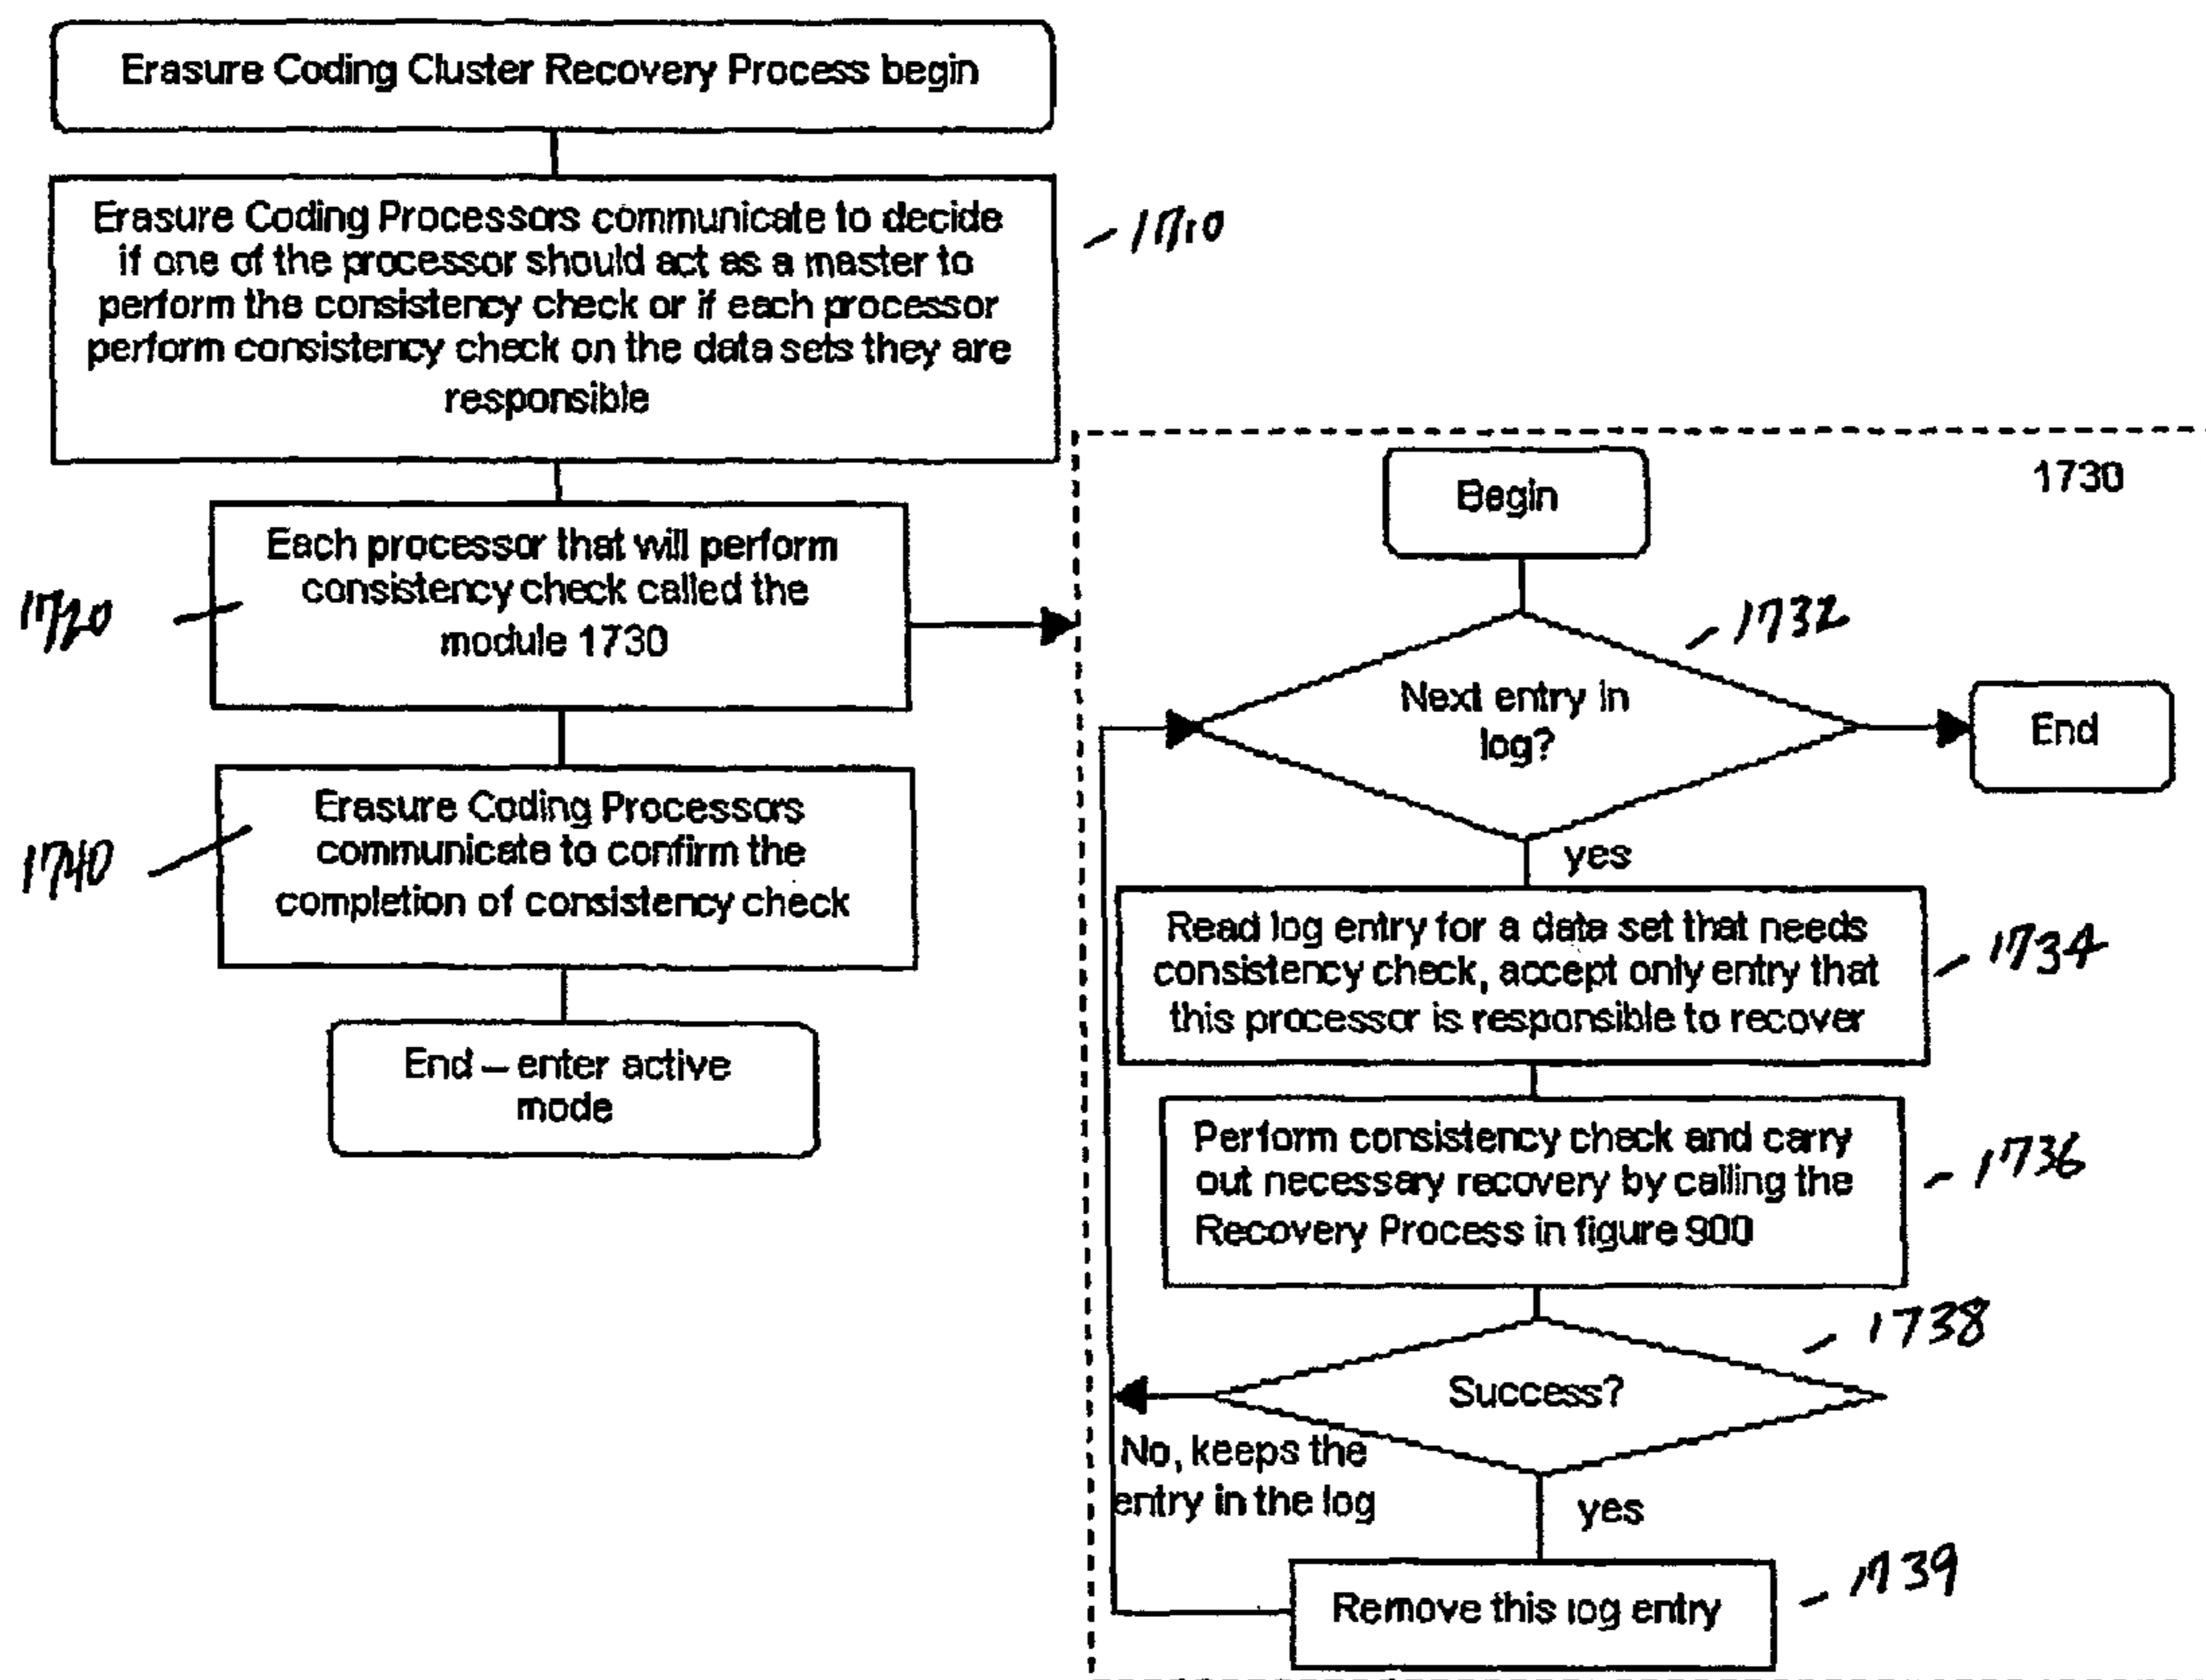 Erasure Coding Cluster Recovery Process begin
Erasure Coding Processors communicate to decide
if one of the processor should act as a master to
perform the consistency check or if each processor
perform consistency check on the data sets they are
responsible
1710
Each processor that will perform
consistency check called the
module 1730
1720
Erasure Coding Processors
communicate to confirm the
completion of consistency check
1740
End – enter active
mode
1730
Begin
1732
Next entry in
log?
End
yes
Read log entry for a data set that needs
consistency check, accept only entry that
this processor is responsible to recover
1734
Perform consistency check and carry
out necessary recovery by calling the
Recovery Process in figure 900
1736
1738
Success?
No, keeps the
entry in the log
yes
Remove this log entry
1739